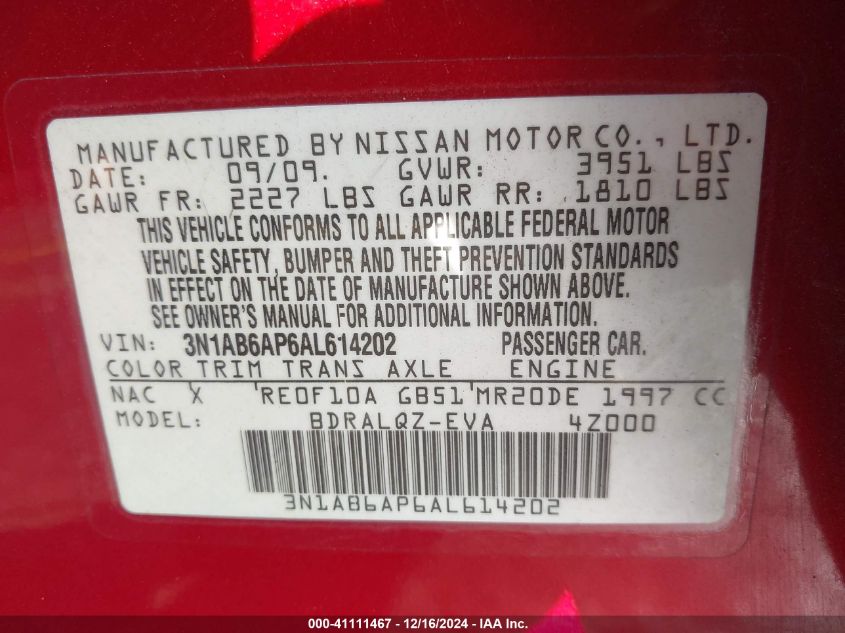 MANUFACTURED BY NISSAN MOTOR CO., LTD.
DATE: 09/09. GVWR: 3951 LBS
GAWR FR: 2227 LBS GAWR RR: 1810 LBS
THIS VEHICLE CONFORMS TO ALL APPLICABLE FEDERAL MOTOR
VEHICLE SAFETY, BUMPER AND THEFT PREVENTION STANDARDS
IN EFFECT ON THE DATE OF MANUFACTURE SHOWN ABOVE.
SEE OWNER'S MANUAL FOR ADDITIONAL INFORMATION.
VIN: 3N1AB6AP6AL614202 PASSENGER CAR.
COLOR TRIM TRANS AXLE ENGINE
NAC X RE0F10A GB51 MR20DE 1997 CC
MODEL: BDRALQZ-EVA 4Z000
3N1AB6AP6AL614202
000-41111467 - 12/16/2024 - IAAI.com